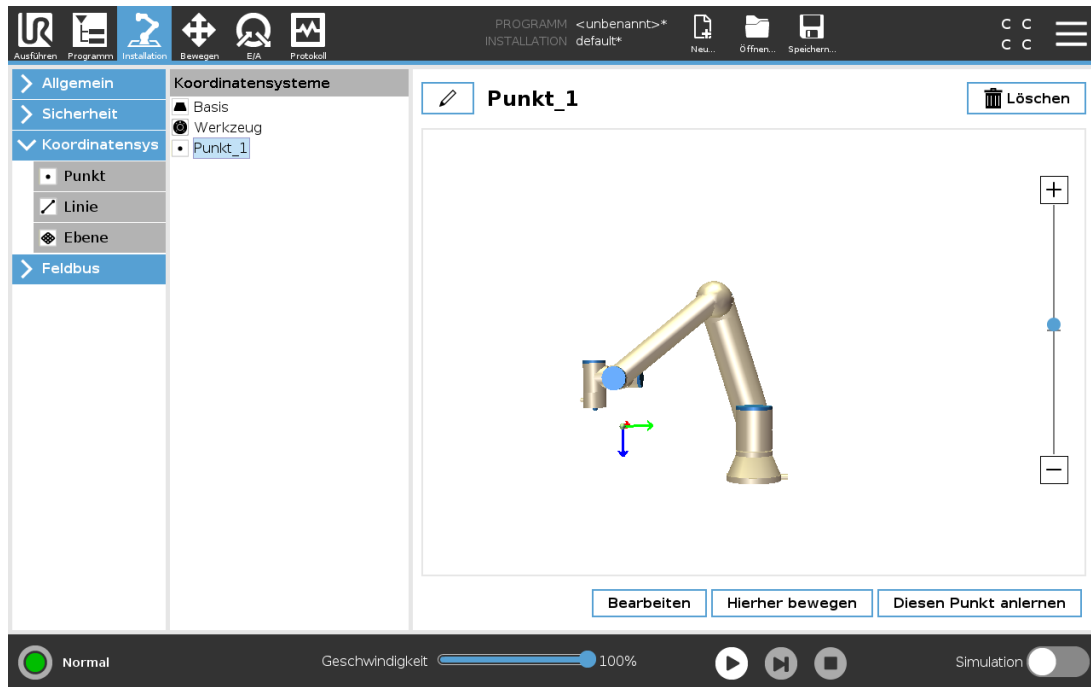 PROGRAMM <unbenannt>*
INSTALLATION default*
UR
Ausführen Programm Installation Bewegen E/A Protokoll
Neu... Öffnen... Speichern...
C C
C C
Allgemein
Sicherheit
Koordinatensys
Punkt
Linie
Ebene
Feldbus
Koordinatensysteme
Basis
Werkzeug
Punkt_1
Punkt_1
Löschen
+
−
Bearbeiten Hierher bewegen Diesen Punkt anlernen
Normal
Geschwindigkeit 100%
Simulation